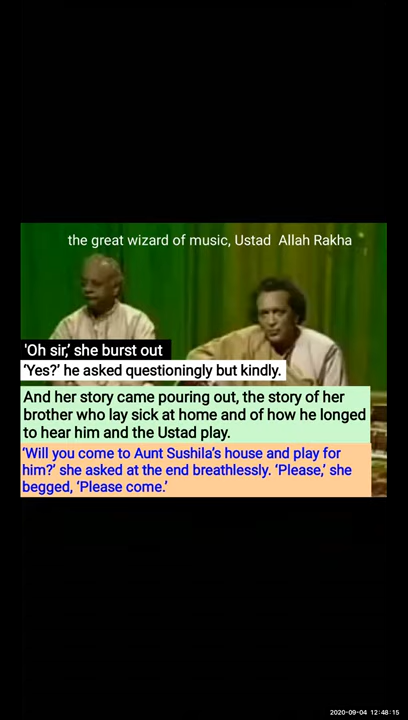 the great wizard of music, Ustad Allah Rakha
'Oh sir,’ she burst out
‘Yes?’ he asked questioningly but kindly.
And her story came pouring out, the story of her
brother who lay sick at home and of how he longed
to hear him and the Ustad play.
‘Will you come to Aunt Sushila’s house and play for
him?’ she asked at the end breathlessly. ‘Please,’ she
begged, ‘Please come.’
2020-09-04 12:48:15